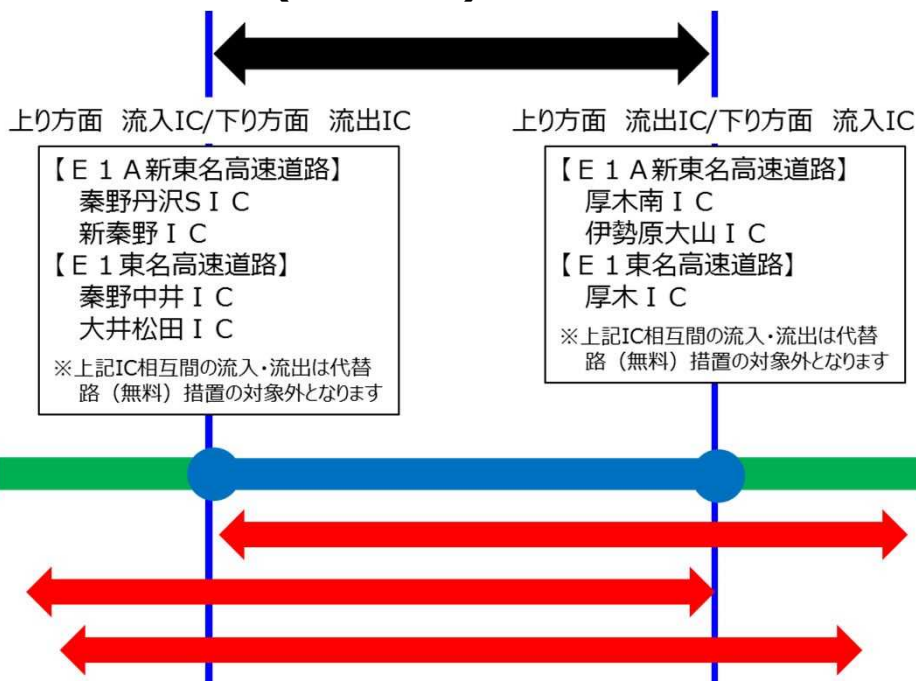 上り方面 流入IC/下り方面 流出IC
【E1A新東名高速道路】
秦野丹沢SIC
新秦野IC
【E1東名高速道路】
秦野中井IC
大井松田IC
※上記IC相互間の流入・流出は代替
路（無料）措置の対象外となります
上り方面 流出IC/下り方面 流入IC
【E1A新東名高速道路】
厚木南IC
伊勢原大山IC
【E1東名高速道路】
厚木IC
※上記IC相互間の流入・流出は代替
路（無料）措置の対象外となります